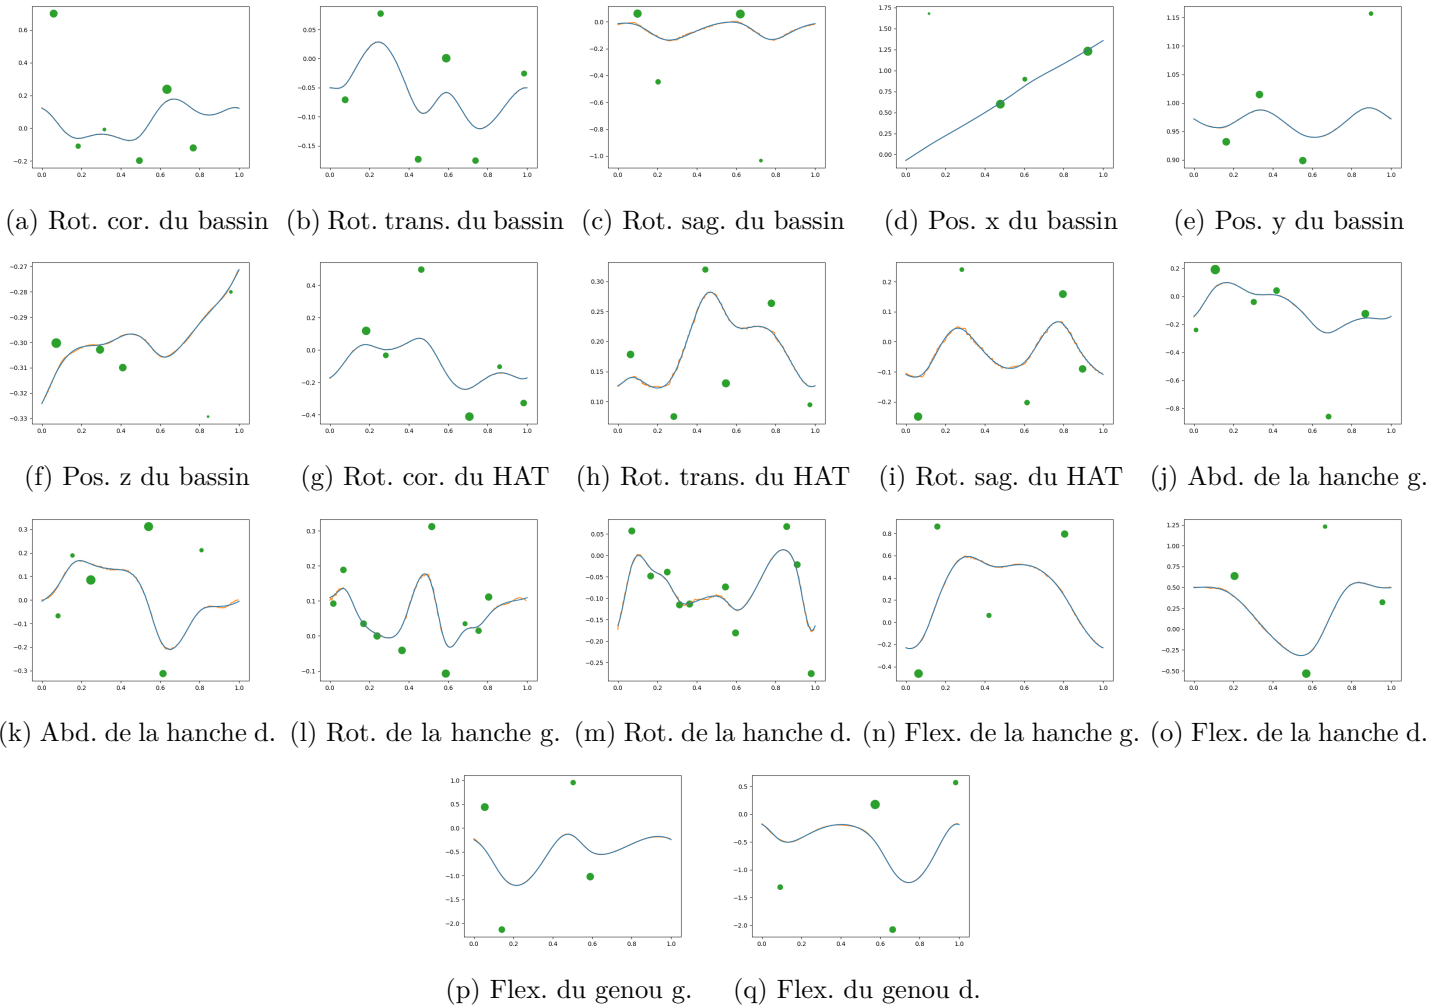 (a) Rot. cor. du bassin (b) Rot. trans. du bassin (c) Rot. sag. du bassin (d) Pos. x du bassin (e) Pos. y du bassin
(f) Pos. z du bassin (g) Rot. cor. du HAT (h) Rot. trans. du HAT (i) Rot. sag. du HAT (j) Abd. de la hanche g.
(k) Abd. de la hanche d. (l) Rot. de la hanche g. (m) Rot. de la hanche d. (n) Flex. de la hanche g. (o) Flex. de la hanche d.
(p) Flex. du genou g. (q) Flex. du genou d.